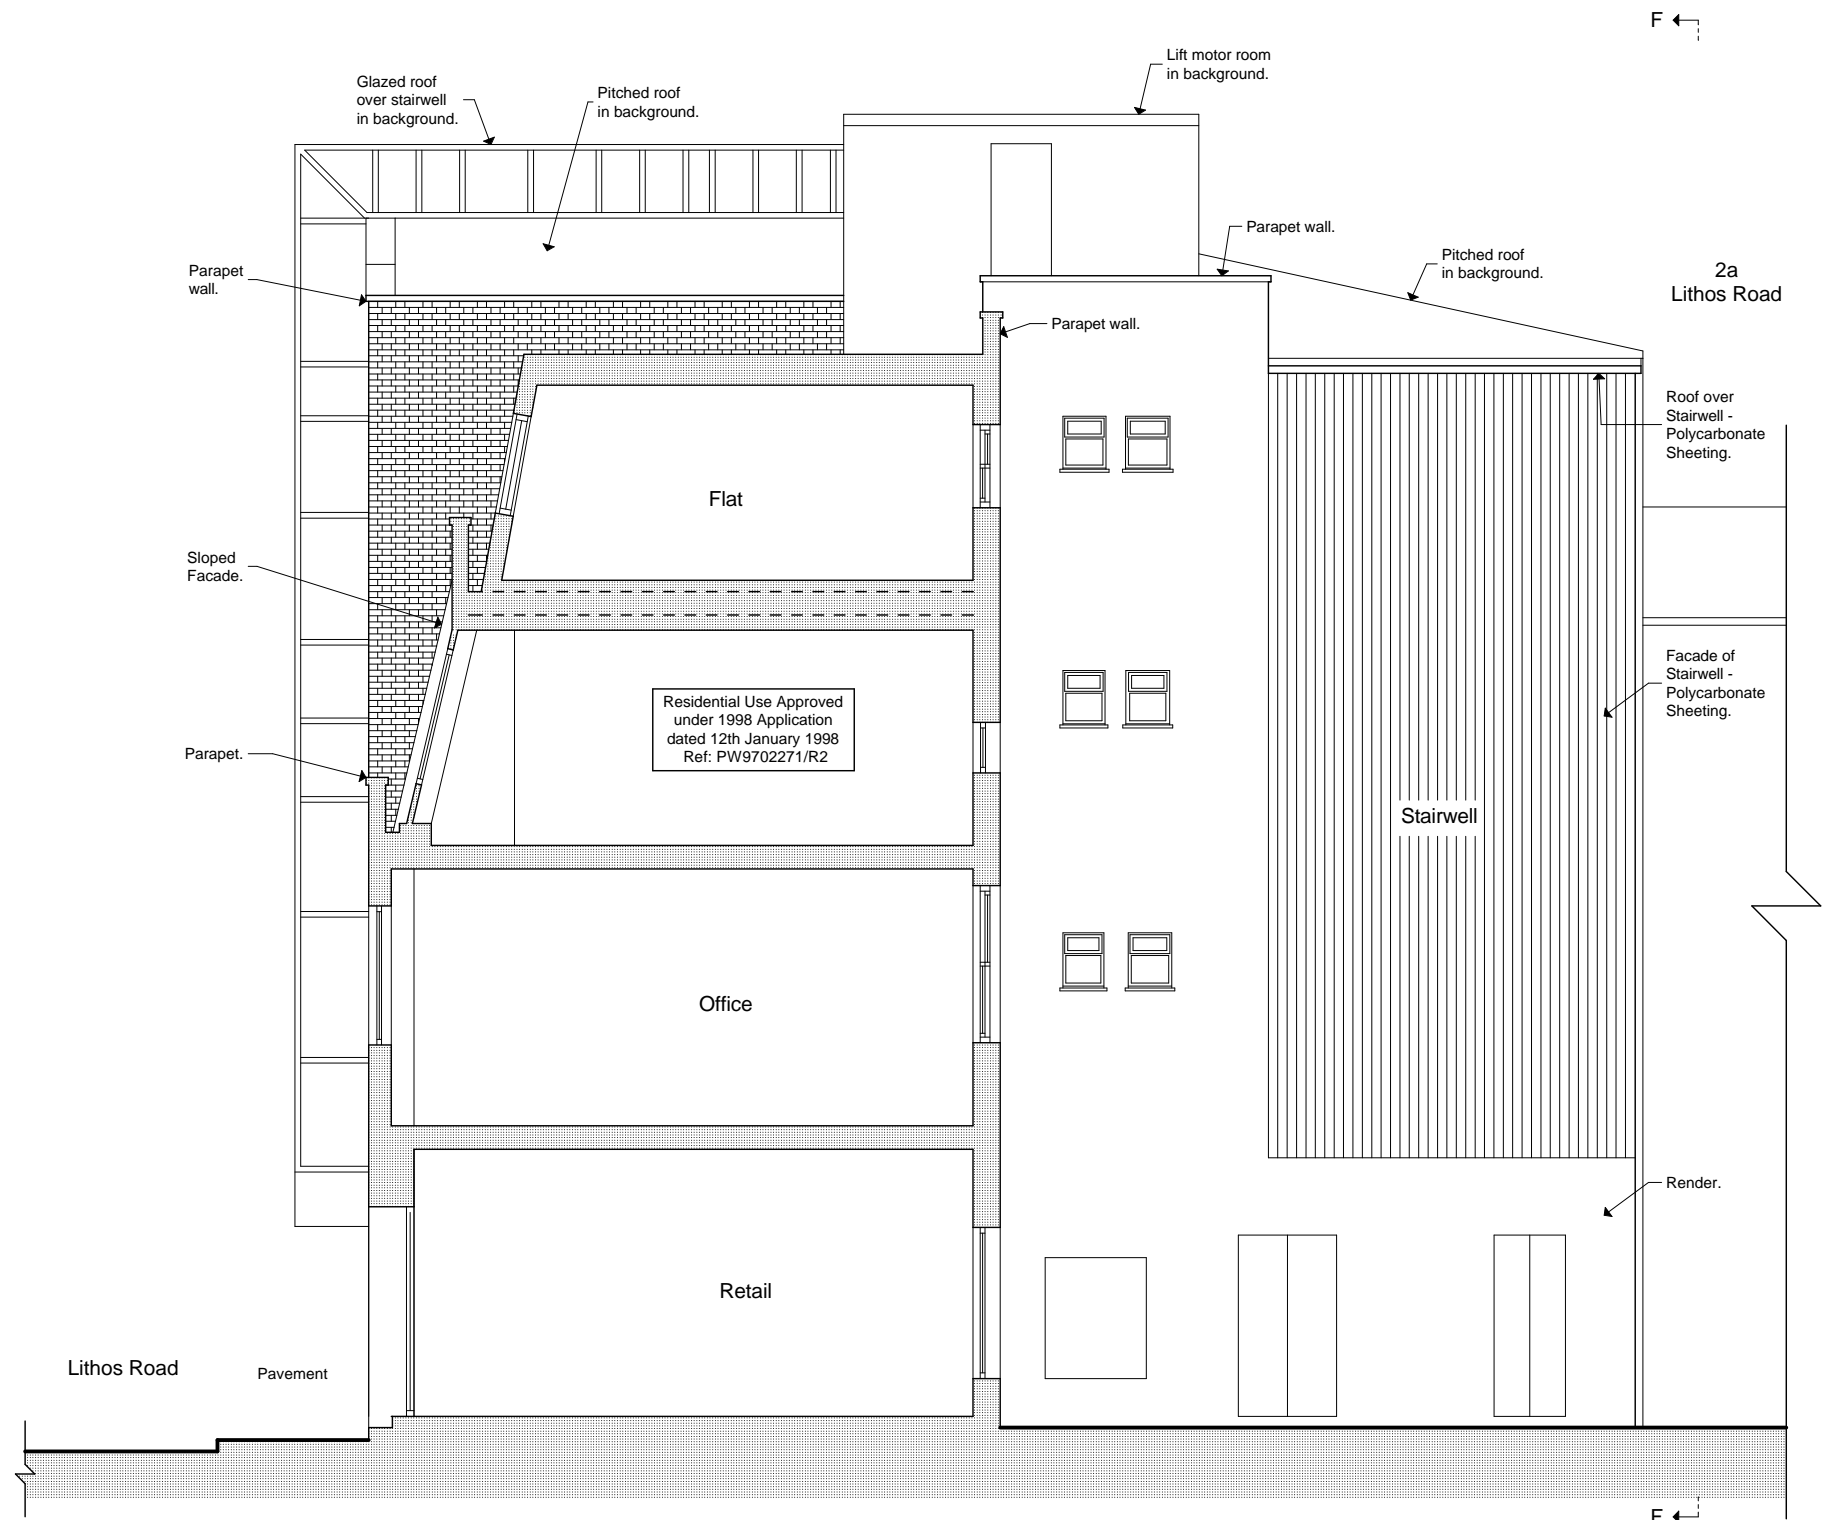 F
Lift motor room
in background.
Glazed roof
over stairwell
in background.
Pitched roof
in background.
Parapet wall.
Pitched roof
in background.
2a
Lithos Road
Parapet
wall.
Parapet wall.
Roof over
Stairwell -
Polycarbonate
Sheeting.
Flat
Sloped
Facade.
Facade of
Stairwell -
Polycarbonate
Sheeting.
Residential Use Approved
under 1998 Application
dated 12th January 1998
Ref: PW9702271/R2
Parapet.
Stairwell
Office
Render.
Retail
Lithos Road
Pavement
F